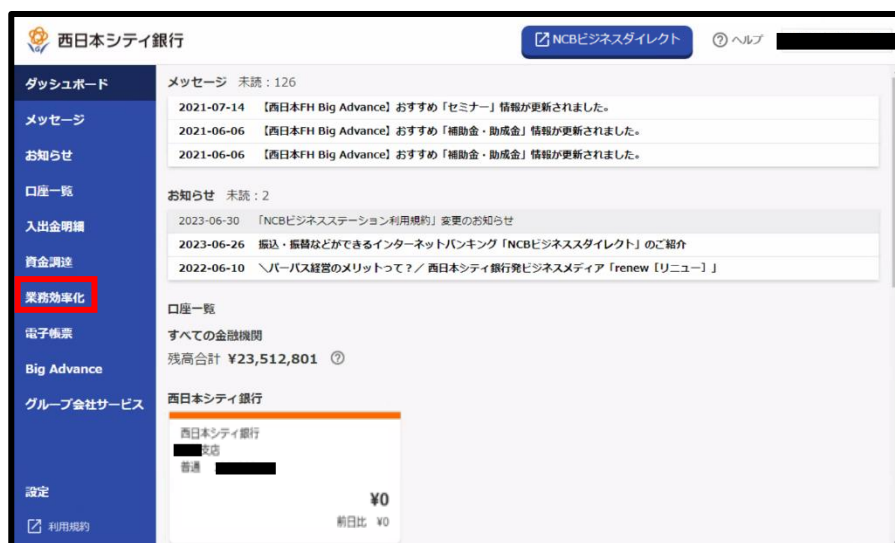 西日本シティ銀行
NCBビジネスダイレクト
ヘルプ
ダッシュボード
メッセージ
お知らせ
口座一覧
入出金明細
資金調達
業務効率化
電子帳票
Big Advance
グループ会社サービス
設定
利用規約
メッセージ 未読:126
2021-07-14 【西日本FH Big Advance】おすすめ「セミナー」情報が更新されました。
2021-06-06 【西日本FH Big Advance】おすすめ「補助金・助成金」情報が更新されました。
2021-06-06 【西日本FH Big Advance】おすすめ「補助金・助成金」情報が更新されました。
お知らせ 未読:2
2023-06-30 「NCBビジネスステーション利用規約」変更のお知らせ
2023-06-26 振込・振替などができるインターネットバンキング「NCBビジネスダイレクト」のご紹介
2022-06-10 ＼パーパス経営のメリットって？／ 西日本シティ銀行発ビジネスメディア「renew［リニュー］」
口座一覧
すべての金融機関
残高合計 ¥23,512,801
西日本シティ銀行
西日本シティ銀行
支店
普通
¥0
前日比 ¥0